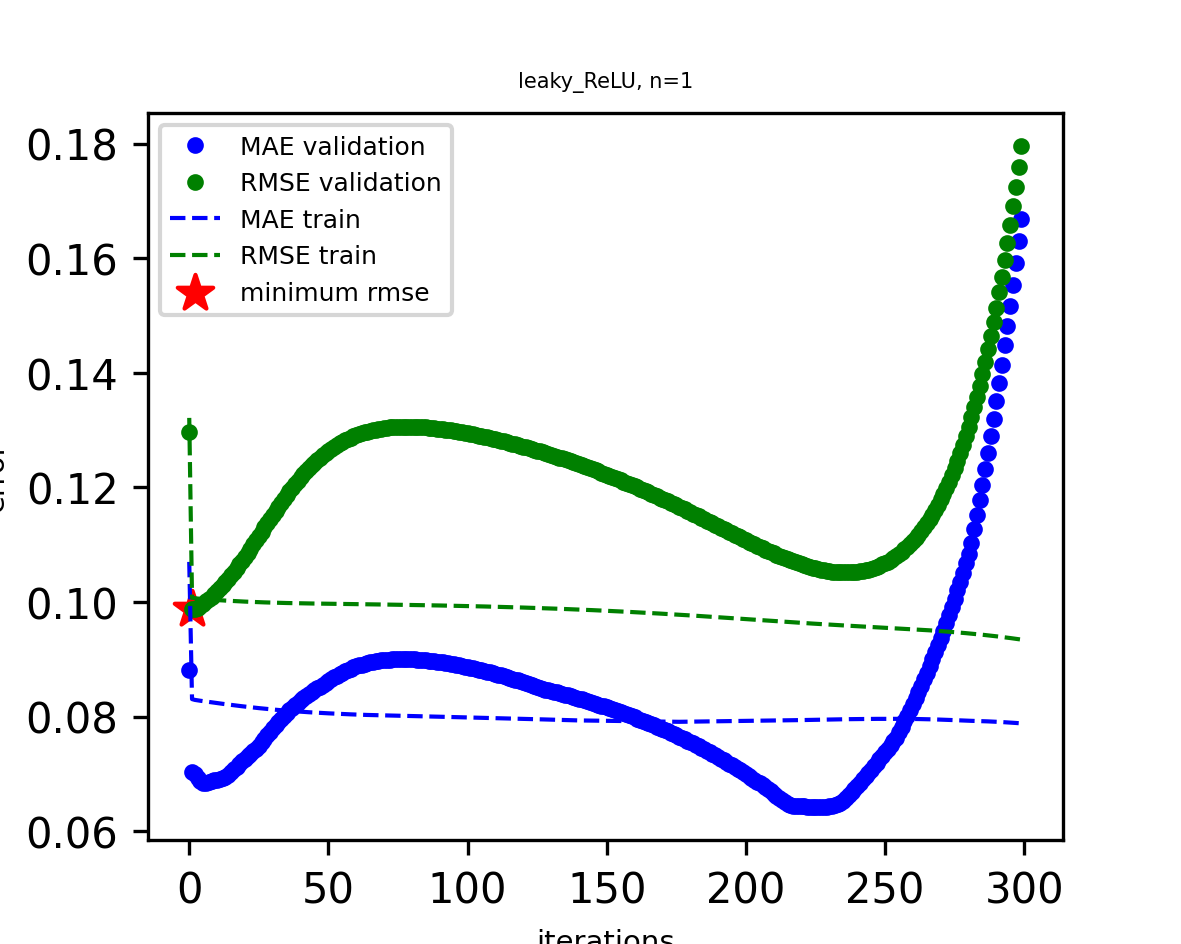 leaky_ReLU, n=1
0.18
0.16
0.14
0.12
0.10
0.08
0.06
MAE validation
RMSE validation
MAE train
RMSE train
minimum rmse
0 50 100 150 200 250 300
iterations